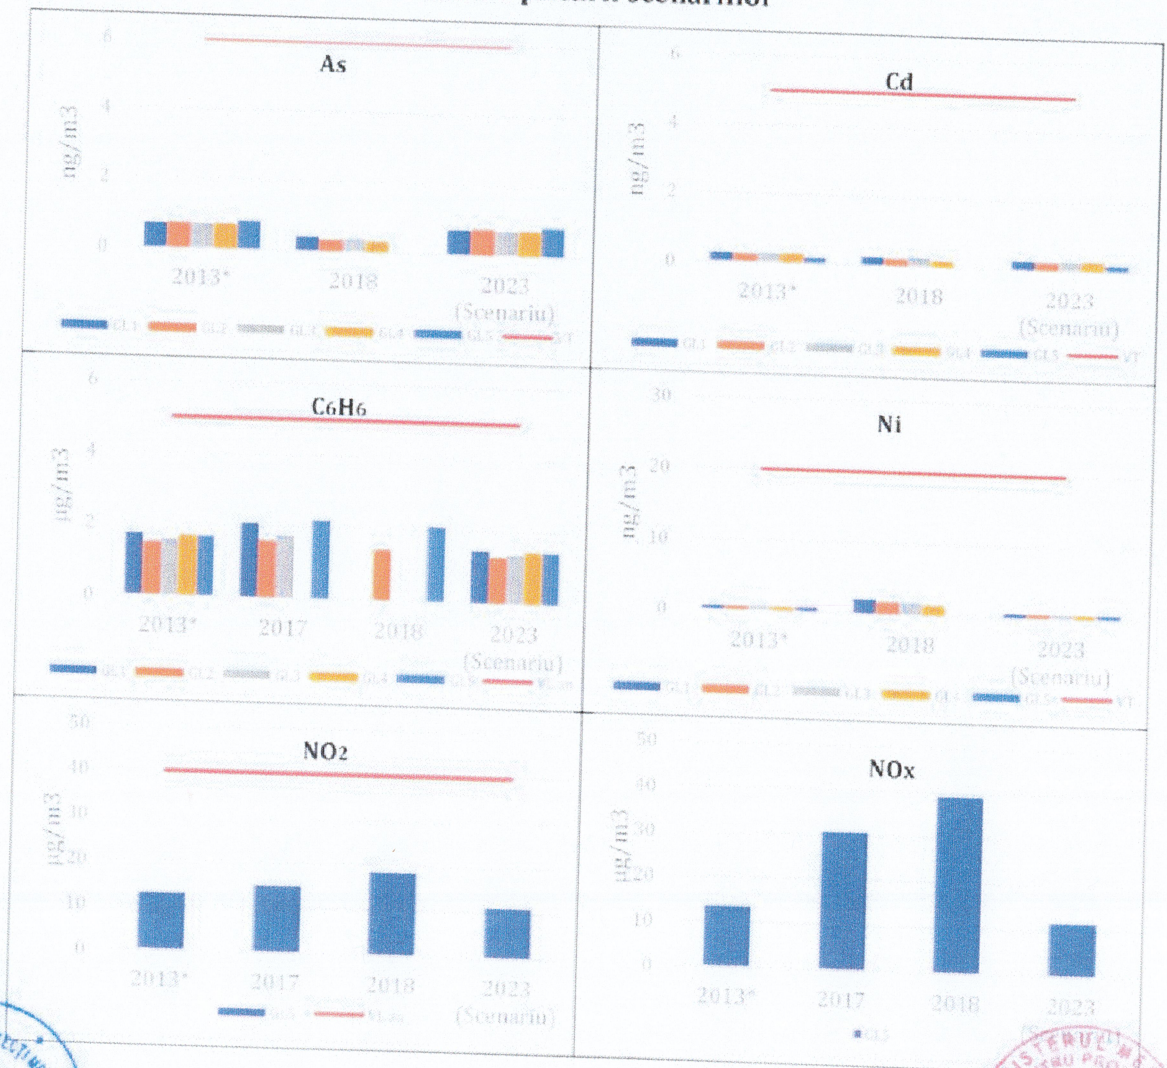 scenariilor
As
ng/m3
6
4
2
0
2013*
2018
2023
(Scenariu)
GL1
GL2
GL3
GL4
GL5
VT
Cd
ng/m3
6
4
2
0
2013*
2018
2023
(Scenariu)
GL1
GL2
GL3
GL4
GL5
VT
C6H6
µg/m3
6
4
2
0
2013*
2017
2018
2023
(Scenariu)
GL1
GL2
GL3
GL4
GL5
Ni
ng/m3
30
20
10
0
2013*
2018
2023
(Scenariu)
GL1
GL2
GL3
GL5
VT
NO2
µg/m3
50
40
30
20
10
0
2013*
2017
2018
2023
(Scenariu)
NOx
µg/m3
50
40
30
20
10
0
2013*
2017
2018
2023
GL5